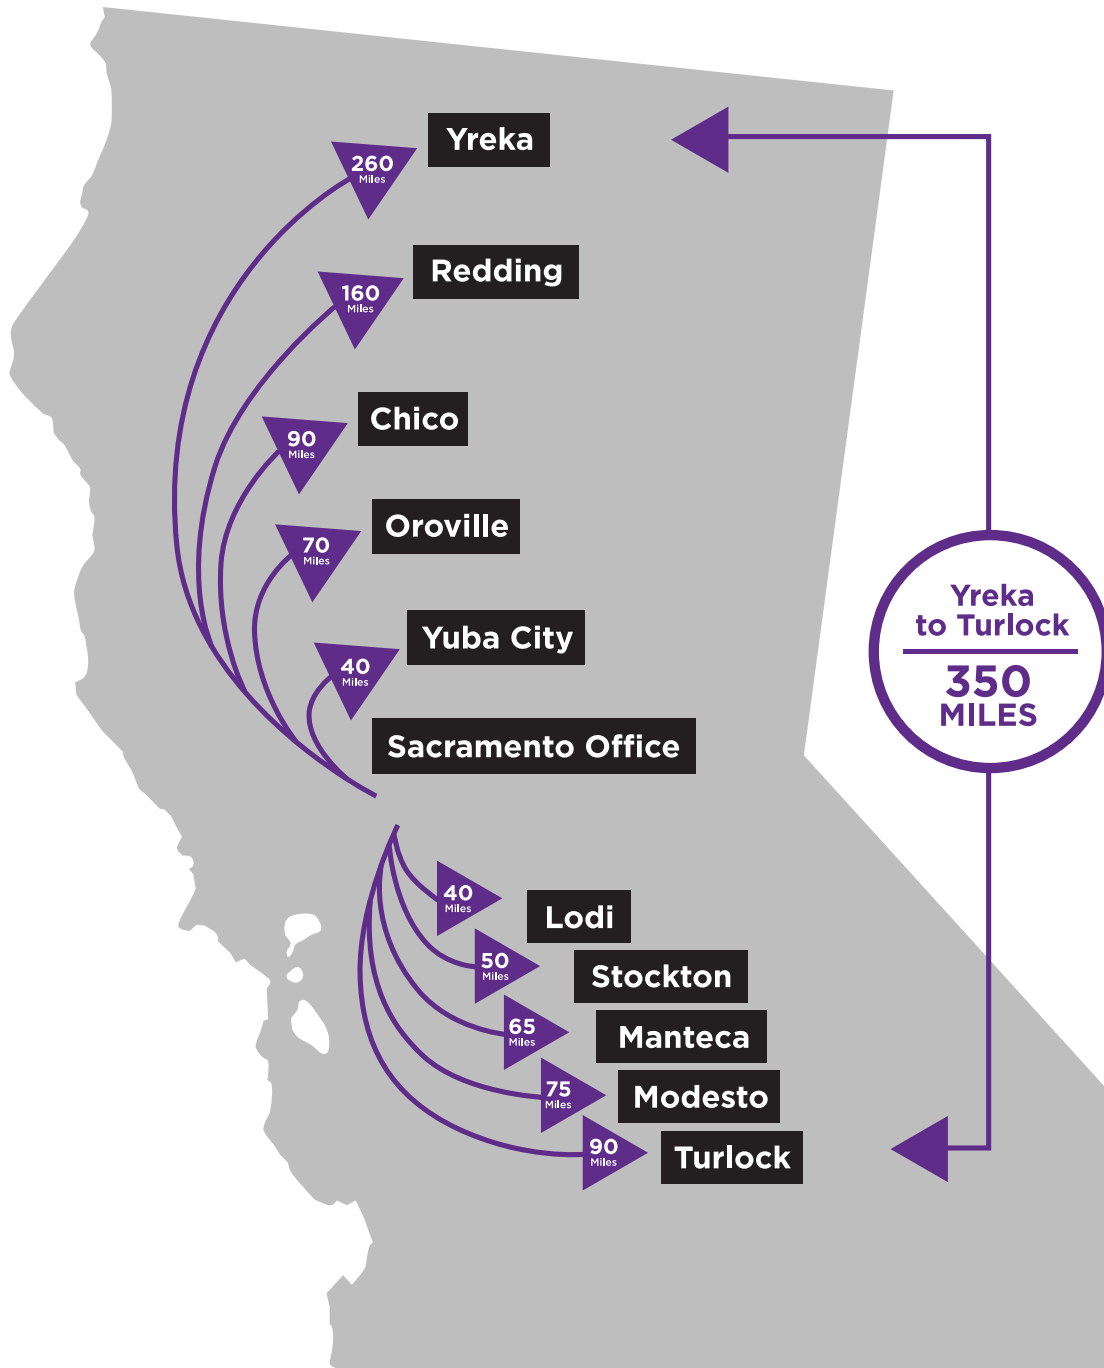 Yreka
260
Miles
Redding
160
Miles
Chico
90
Miles
Oroville
70
Miles
Yuba City
40
Miles
Sacramento Office
Yreka
to Turlock
350
MILES
40
Miles
Lodi
50
Miles
Stockton
65
Miles
Manteca
75
Miles
Modesto
90
Miles
Turlock